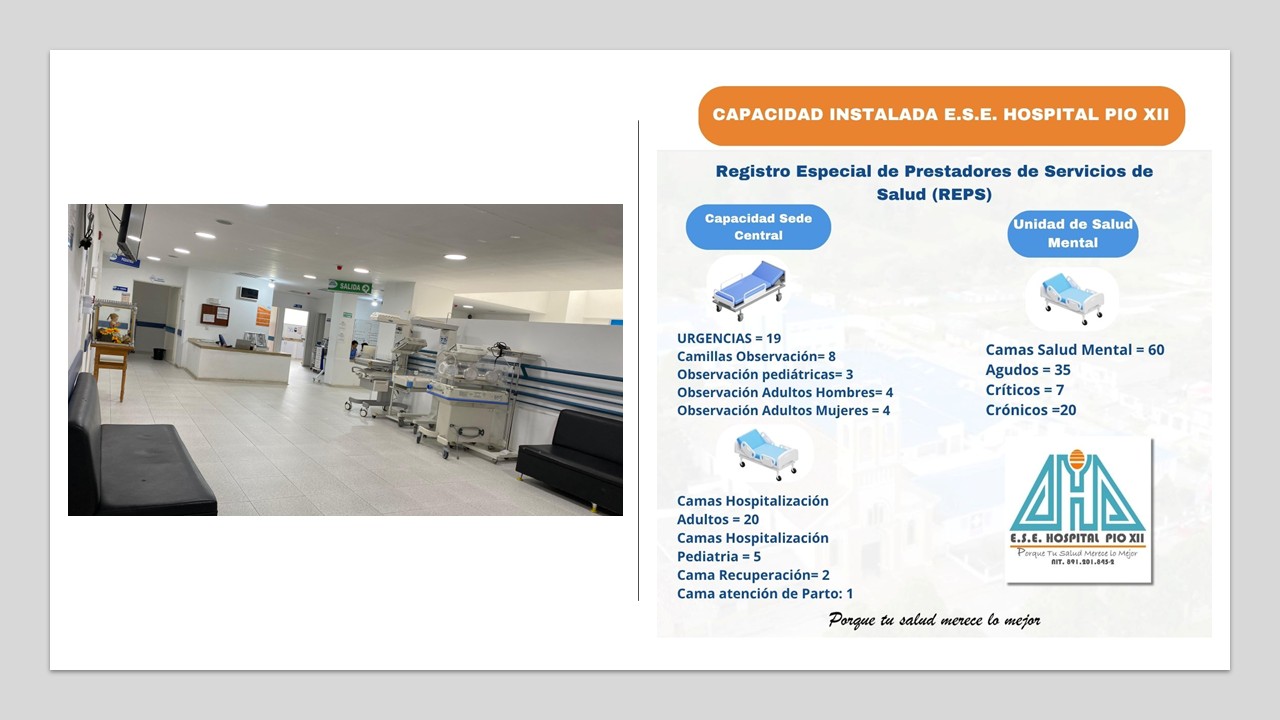 SALIDA
CAPACIDAD INSTALADA E.S.E. HOSPITAL PIO XII
Registro Especial de Prestadores de Servicios de
Salud (REPS)
Capacidad Sede
Central
URGENCIAS = 19
Camillas Observación= 8
Observación pediátricas= 3
Observación Adultos Hombres= 4
Observación Adultos Mujeres = 4
Camas Hospitalización
Adultos = 20
Camas Hospitalización
Pediatria = 5
Cama Recuperación= 2
Cama atención de Parto: 1
Unidad de Salud
Mental
Camas Salud Mental = 60
Agudos = 35
Críticos = 7
Crónicos =20
E.S.E. HOSPITAL PIO XII
Porque Tu Salud Merece lo Mejor
NIT. 891.201.845-2
Porque tu salud merece lo mejor